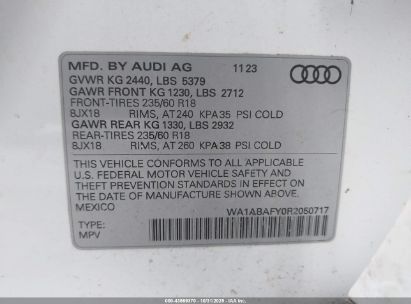 MFD. BY AUDI AG 11 23
GVWR KG 2440, LBS 5379
GAWR FRONT KG 1230, LBS 2712
FRONT-TIRES 235/60 R18
8JX18 RIMS, AT 240 KPA 35 PSI COLD
GAWR REAR KG 1330, LBS 2932
REAR-TIRES 235/60 R18
8JX18 RIMS, AT 260 KPA 38 PSI COLD
THIS VEHICLE CONFORMS TO ALL APPLICABLE
U.S. FEDERAL MOTOR VEHICLE SAFETY AND
THEFT PREVENTION STANDARDS IN EFFECT ON
THE DATE OF MANUFACTURE SHOWN ABOVE.
MEXICO
WA1ABAFY0R2050717
TYPE:
MPV